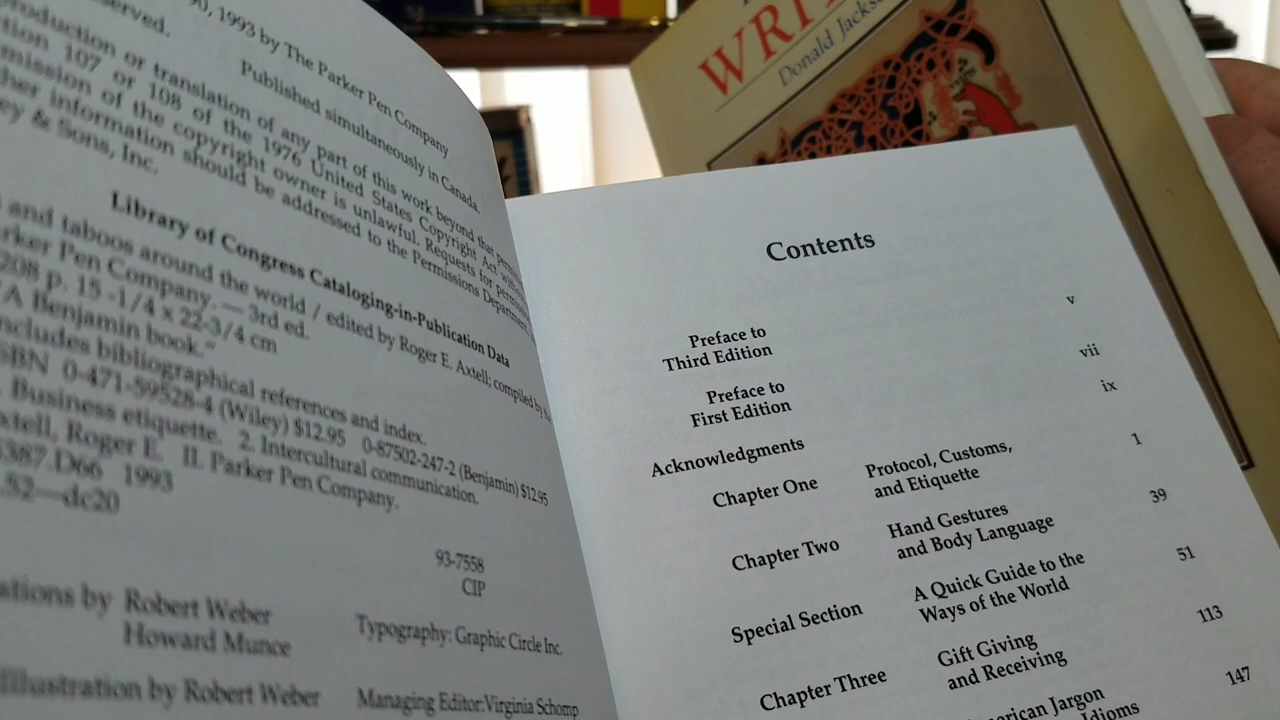 90, 1993 by The Parker Pen Company
served.
Published simultaneously in Canada.
production or translation of any part of this work beyond that
tion 107 or 108 of the 1976 United States Copyright Act
mission of the copyright owner is unlawful. Requests for
ther information should be addressed to the Permissions Department,
ey & Sons, Inc.
Library of Congress Cataloging-in-Publication Data
and taboos around the world / edited by Roger E. Axtell; compiled by
rker Pen Company. — 3rd ed.
208 p. 15 -1/4 x 22-3/4 cm
"A Benjamin book."
ncludes bibliographical references and index.
SBN 0-471-59528-4 (Wiley) $12.95 0-87502-247-2 (Benjamin) $12.95
. Business etiquette. 2. Intercultural communication.
xtell, Roger E. II. Parker Pen Company.
5387.D66 1993
.52—dc20
93-7558
CIP
ations by Robert Weber
Howard Munce
Typography: Graphic Circle Inc.
Illustration by Robert Weber
Managing Editor:Virginia Schomp
WRI
Donald Jackso
Contents
Preface to
Third Edition v
Preface to
First Edition vii
Acknowledgments ix
Chapter One Protocol, Customs,
and Etiquette 1
Chapter Two Hand Gestures
and Body Language 39
Special Section A Quick Guide to the
Ways of the World 51
Chapter Three Gift Giving
and Receiving 113
merican Jargon
Idioms 147